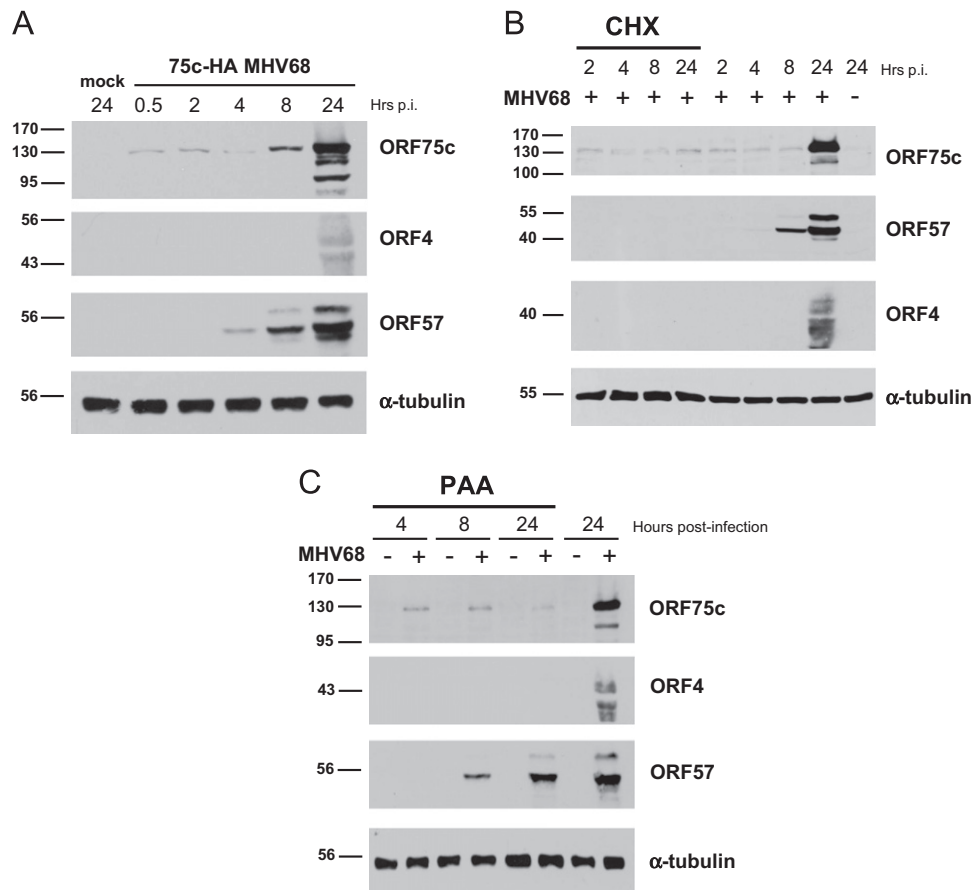 A
75c-HA MHV68
mock
24 0.5 2 4 8 24 Hrs p.i.
170
130
95
ORF75c
56
43
ORF4
56
ORF57
56
α-tubulin
B
CHX
2 4 8 24 2 4 8 24 24 Hrs p.i.
MHV68 + + + + + + + + -
170
130
100
ORF75c
55
40
ORF57
40
ORF4
55
α-tubulin
C
PAA
4 8 24 24 Hours post-infection
MHV68 - + - + - + - +
170
130
95
ORF75c
43
ORF4
56
ORF57
56
α-tubulin